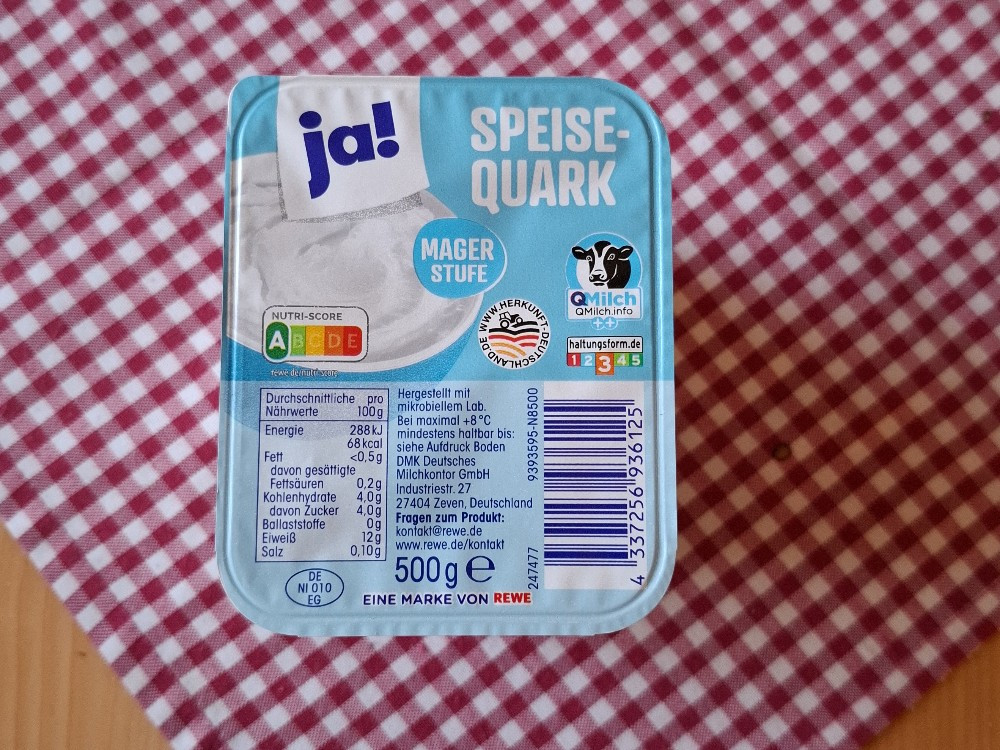 ja!
SPEISE-
QUARK
MAGER
STUFE
QMilch
QMilch.info
++
WWW.HERKUNFT-DEUTSCHLAND.DE
haltungsform.de
1 2 3 4 5
NUTRI-SCORE
A B C D E
rewe.de/nutri-score
Durchschnittliche pro
Nährwerte 100g
Energie 288kJ
68kcal
Fett <0,5g
davon gesättigte
Fettsäuren 0,2g
Kohlenhydrate 4,0g
davon Zucker 4,0g
Ballaststoffe 0g
Eiweiß 12g
Salz 0,10g
Hergestellt mit
mikrobiellem Lab.
Bei maximal +8°C
mindestens haltbar bis:
siehe Aufdruck Boden
DMK Deutsches
Milchkontor GmbH
Industriestr. 27
27404 Zeven, Deutschland
Fragen zum Produkt:
kontakt@rewe.de
www.rewe.de/kontakt
500g e
9393595-N8500
247477
4 337256 936125
DE
NI 010
EG
EINE MARKE VON REWE